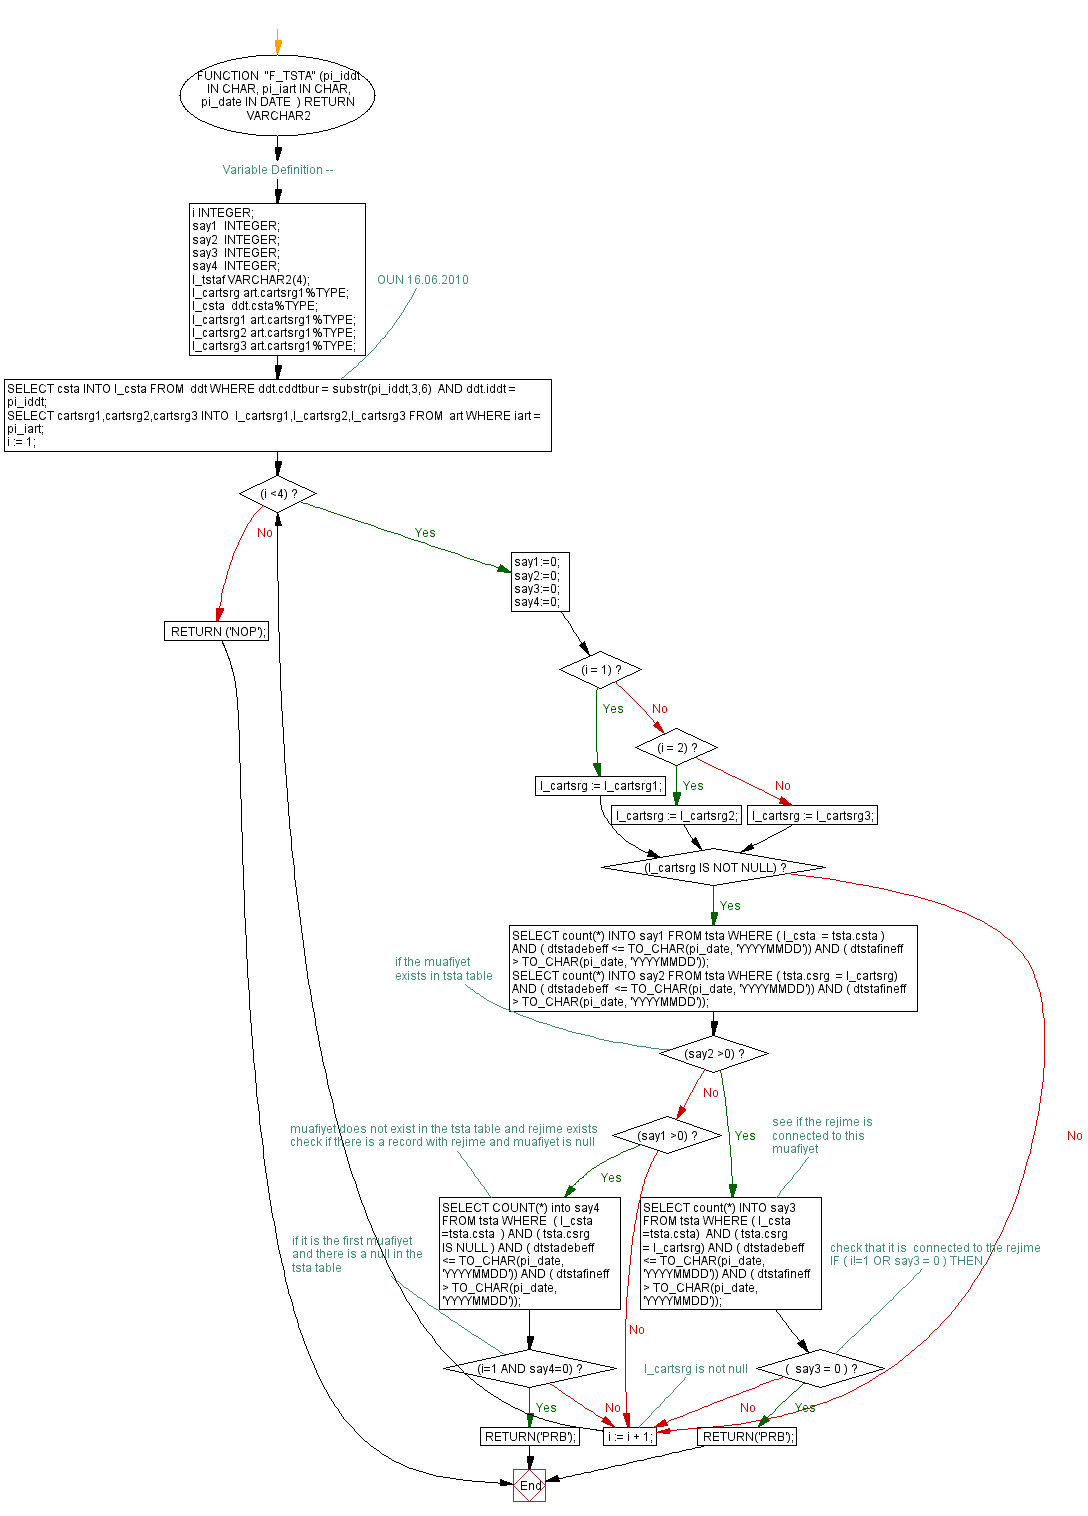 FUNCTION "F_TSTA" (pi_iddt
IN CHAR, pi_iart IN CHAR,
pi_date IN DATE ) RETURN
VARCHAR2
Variable Definition --
i INTEGER;
say1 INTEGER;
say2 INTEGER;
say3 INTEGER;
say4 INTEGER;
l_tstaf VARCHAR2(4);
l_cartsrg art.cartsrg1%TYPE;
l_csta ddt.csta%TYPE;
l_cartsrg1 art.cartsrg1%TYPE;
l_cartsrg2 art.cartsrg1%TYPE;
l_cartsrg3 art.cartsrg1%TYPE;
OUN 16.06.2010
SELECT csta INTO l_csta FROM ddt WHERE ddt.cddtbur = substr(pi_iddt,3,6) AND ddt.iddt =
pi_iddt;
SELECT cartsrg1,cartsrg2,cartsrg3 INTO l_cartsrg1,l_cartsrg2,l_cartsrg3 FROM art WHERE iart =
pi_iart;
i := 1;
(i <4) ?
No
Yes
RETURN ('NOP');
say1:=0;
say2:=0;
say3:=0;
say4:=0;
(i = 1) ?
Yes
No
(i = 2) ?
Yes
No
l_cartsrg := l_cartsrg1;
l_cartsrg := l_cartsrg2;
l_cartsrg := l_cartsrg3;
(l_cartsrg IS NOT NULL) ?
Yes
No
SELECT count(*) INTO say1 FROM tsta WHERE ( l_csta = tsta.csta )
AND ( dtstadebeff <= TO_CHAR(pi_date, 'YYYYMMDD')) AND ( dtstafineff
> TO_CHAR(pi_date, 'YYYYMMDD'));
SELECT count(*) INTO say2 FROM tsta WHERE ( tsta.csrg = l_cartsrg)
AND ( dtstadebeff <= TO_CHAR(pi_date, 'YYYYMMDD')) AND ( dtstafineff
> TO_CHAR(pi_date, 'YYYYMMDD'));
if the muafiyet
exists in tsta table
(say2 >0) ?
No
Yes
(say1 >0) ?
Yes
No
muafiyet does not exist in the tsta table and rejime exists
check if there is a record with rejime and muafiyet is null
see if the rejime is
connected to this
muafiyet
SELECT COUNT(*) into say4
FROM tsta WHERE ( l_csta
=tsta.csta ) AND ( tsta.csrg
IS NULL ) AND ( dtstadebeff
<= TO_CHAR(pi_date,
'YYYYMMDD')) AND ( dtstafineff
> TO_CHAR(pi_date,
'YYYYMMDD'));
SELECT count(*) INTO say3
FROM tsta WHERE ( l_csta
=tsta.csta) AND ( tsta.csrg
= l_cartsrg) AND ( dtstadebeff
<= TO_CHAR(pi_date,
'YYYYMMDD')) AND ( dtstafineff
> TO_CHAR(pi_date,
'YYYYMMDD'));
if it is the first muafiyet
and there is a null in the
tsta table
check that it is connected to the rejime
IF ( i!=1 OR say3 = 0 ) THEN
(i=1 AND say4=0) ?
Yes
No
l_cartsrg is not null
( say3 = 0 ) ?
No
Yes
RETURN('PRB');
i := i + 1;
RETURN('PRB');
End